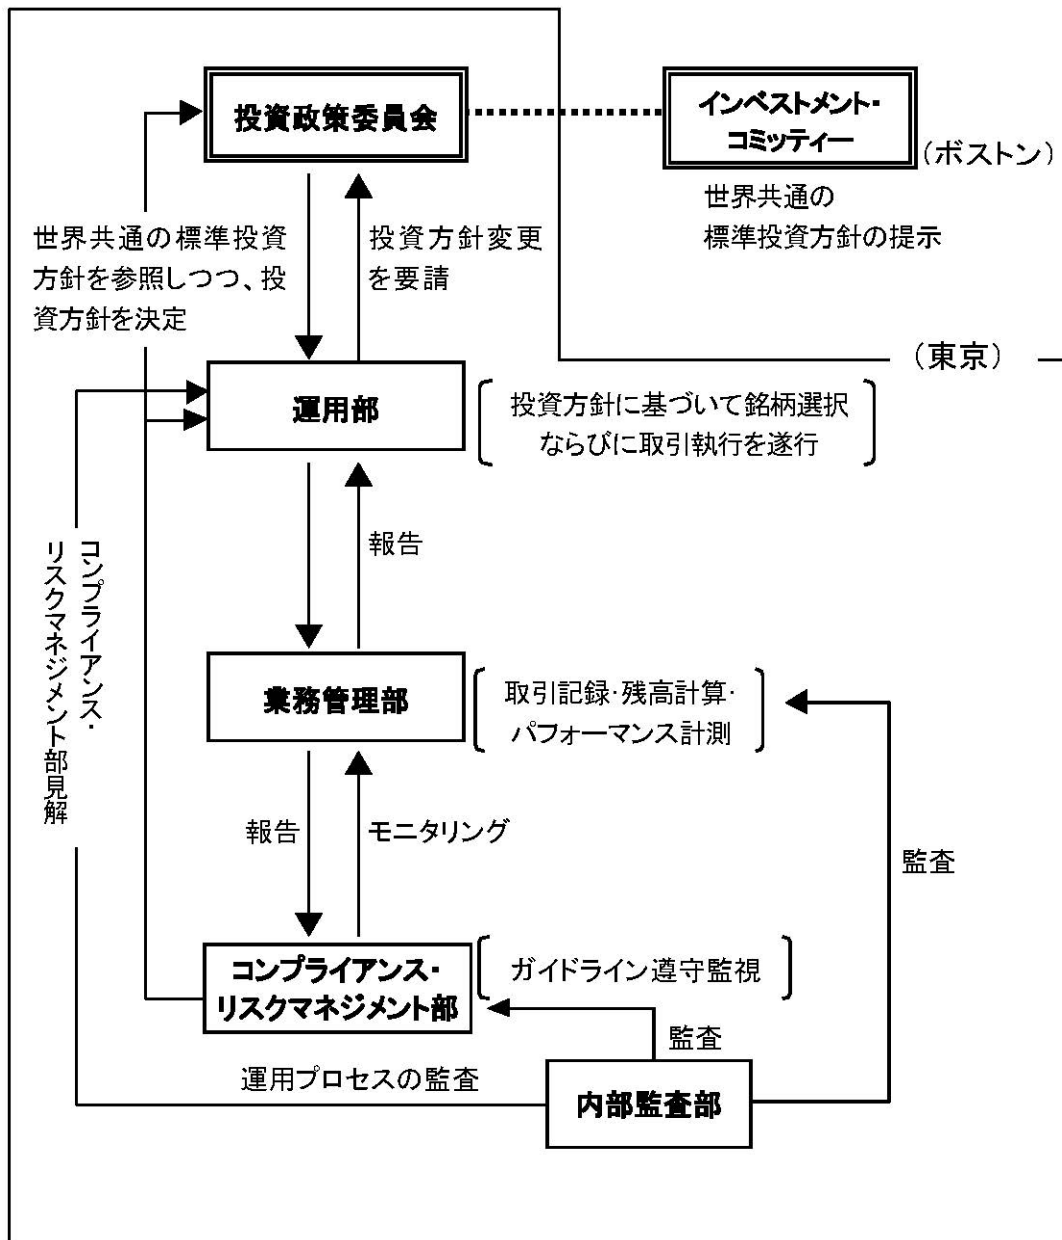 投資政策委員会
インベストメント・
コミッティー
(ボストン)
世界共通の
標準投資方針の提示
世界共通の標準投資
方針を参照しつつ、投
資方針を決定
投資方針変更
を要請
(東京)
運用部
投資方針に基づいて銘柄選択
ならびに取引執行を遂行
報告
コンプライアンス・
リスクマネジメント部見解
業務管理部
取引記録・残高計算・
パフォーマンス計測
報告
モニタリング
監査
コンプライアンス・
リスクマネジメント部
ガイドライン遵守監視
監査
運用プロセスの監査
内部監査部